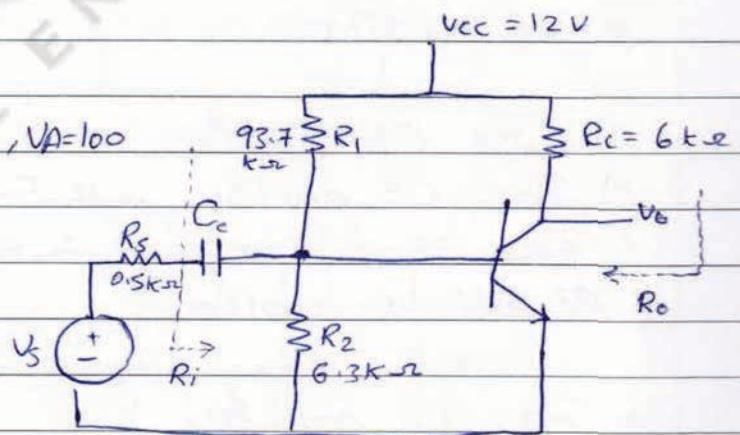 Vcc = 12 V
, VA=100
93.7 kΩ R1
Rc = 6 kΩ
Cc
Rs
0.5kΩ
Vo
Ro
Vs
Ri
R2
6.3K Ω
+
−